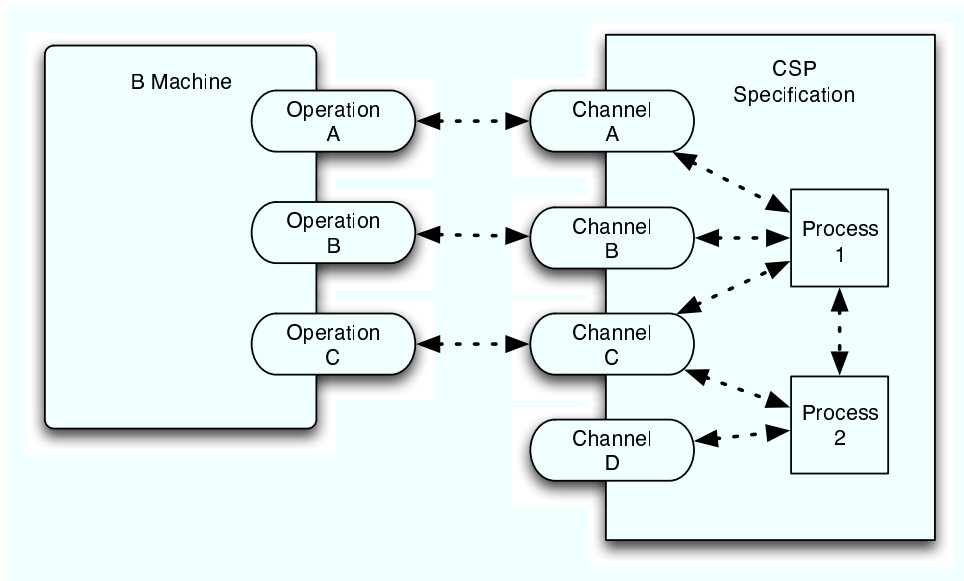 B Machine
Operation
A
Operation
B
Operation
C
Channel
A
Channel
B
Channel
C
Channel
D
CSP
Specification
Process
1
Process
2